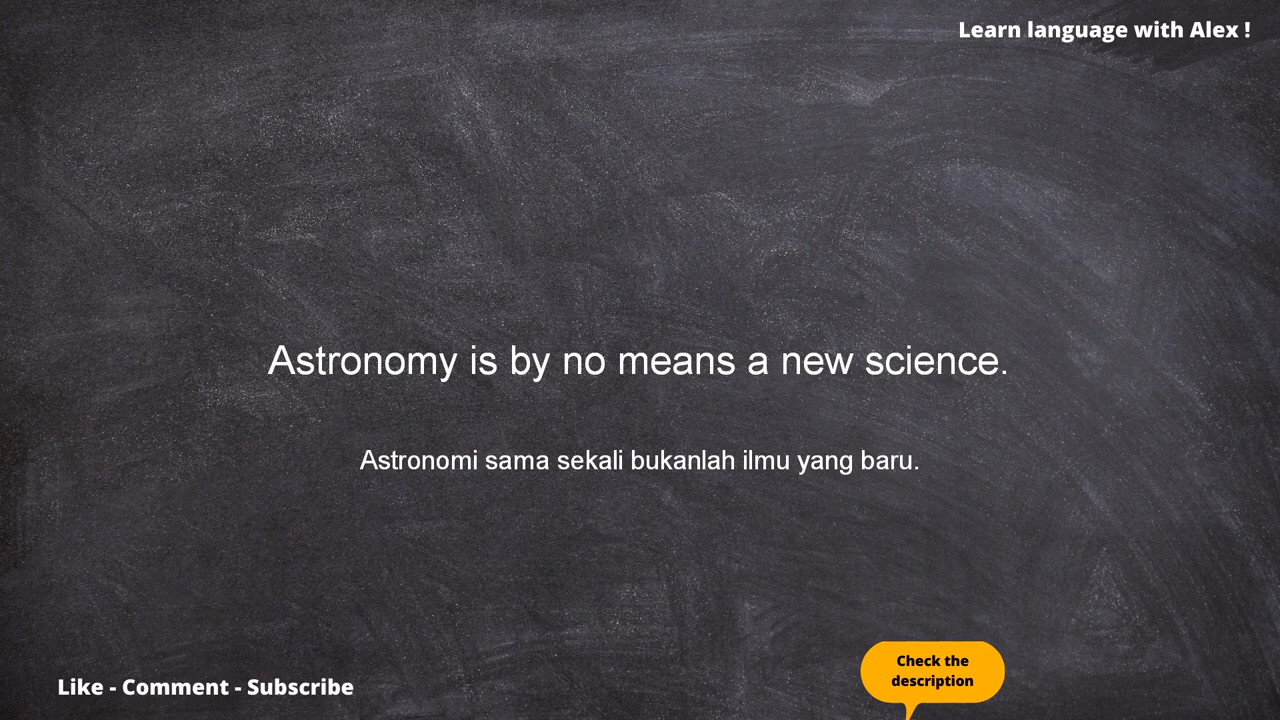 Learn language with Alex !
Astronomy is by no means a new science.
Astronomi sama sekali bukanlah ilmu yang baru.
Like - Comment - Subscribe
Check the
description